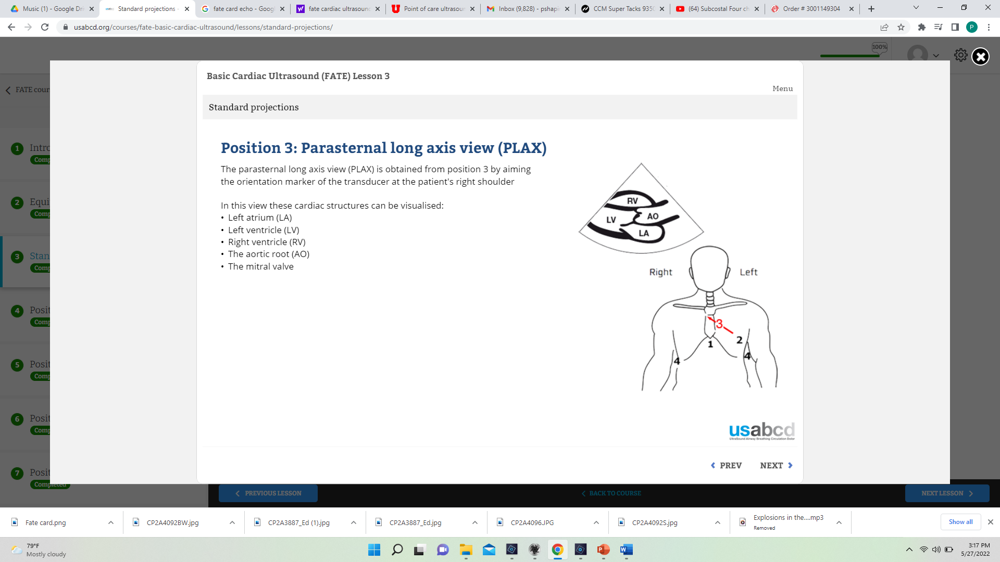 Music (1) - Google Dri
Standard projections -
fate card echo - Googl
fate cardiac ultrasound
Point of care ultrasoun
Inbox (9,828) - pshapi
CCM Super Tacks 935
(64) Subcostal Four ch
Order # 3001149304
usabcd.org/courses/fate-basic-cardiac-ultrasound/lessons/standard-projections/
P
100%
FATE cour
Basic Cardiac Ultrasound (FATE) Lesson 3
Menu
Standard projections
Position 3: Parasternal long axis view (PLAX)
The parasternal long axis view (PLAX) is obtained from position 3 by aiming
the orientation marker of the transducer at the patient's right shoulder
In this view these cardiac structures can be visualised:
• Left atrium (LA)
• Left ventricle (LV)
• Right ventricle (RV)
• The aortic root (AO)
• The mitral valve
RV
LV
AO
LA
Right
Left
3
2
1
4
4
usabcd
UltraSound Airway Breathing Circulation Dolor
PREV
NEXT
1 Intro
Comp
2 Equi
Comp
3 Stan
Comp
4 Posit
Comp
5 Posit
Comp
6 Posit
Comp
7 Posit
Completed
PREVIOUS LESSON
BACK TO COURSE
NEXT LESSON
Fate card.png
CP2A4092BW.jpg
CP2A3887_Ed (1).jpg
CP2A3887_Ed.jpg
CP2A4096.JPG
CP2A4092S.jpg
Explosions in the....mp3
Removed
Show all
79°F
Mostly cloudy
3:17 PM
5/27/2022